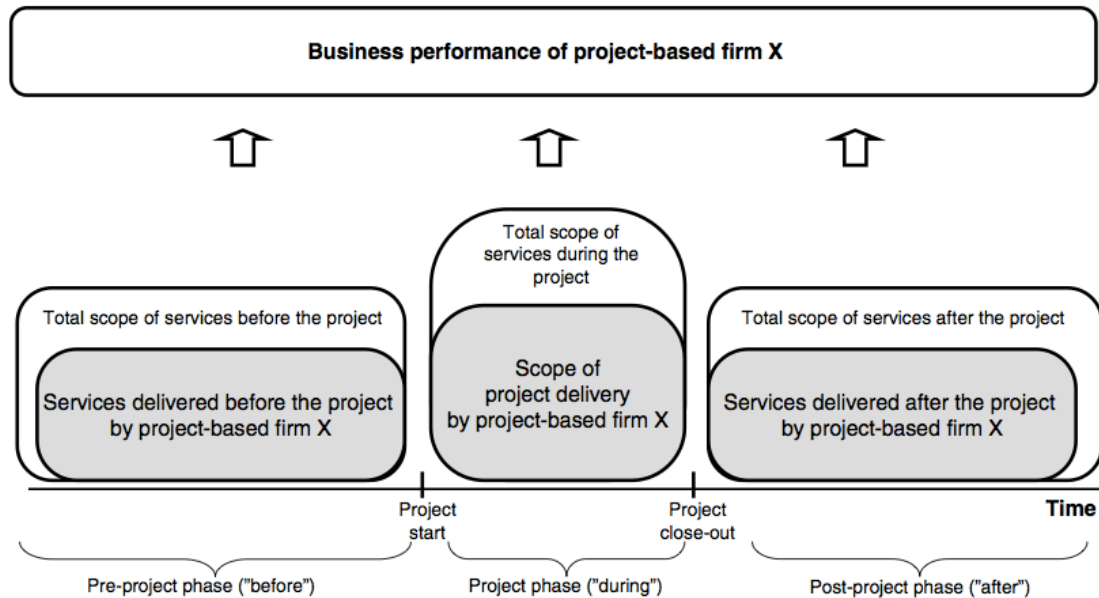 Business performance of project-based firm X
Total scope of
services during the
project
Total scope of services before the project
Total scope of services after the project
Services delivered before the project
by project-based firm X
Scope of
project delivery
by project-based firm X
Services delivered after the project
by project-based firm X
Project
start
Project
close-out
Time
Pre-project phase ("before")
Project phase ("during")
Post-project phase ("after")